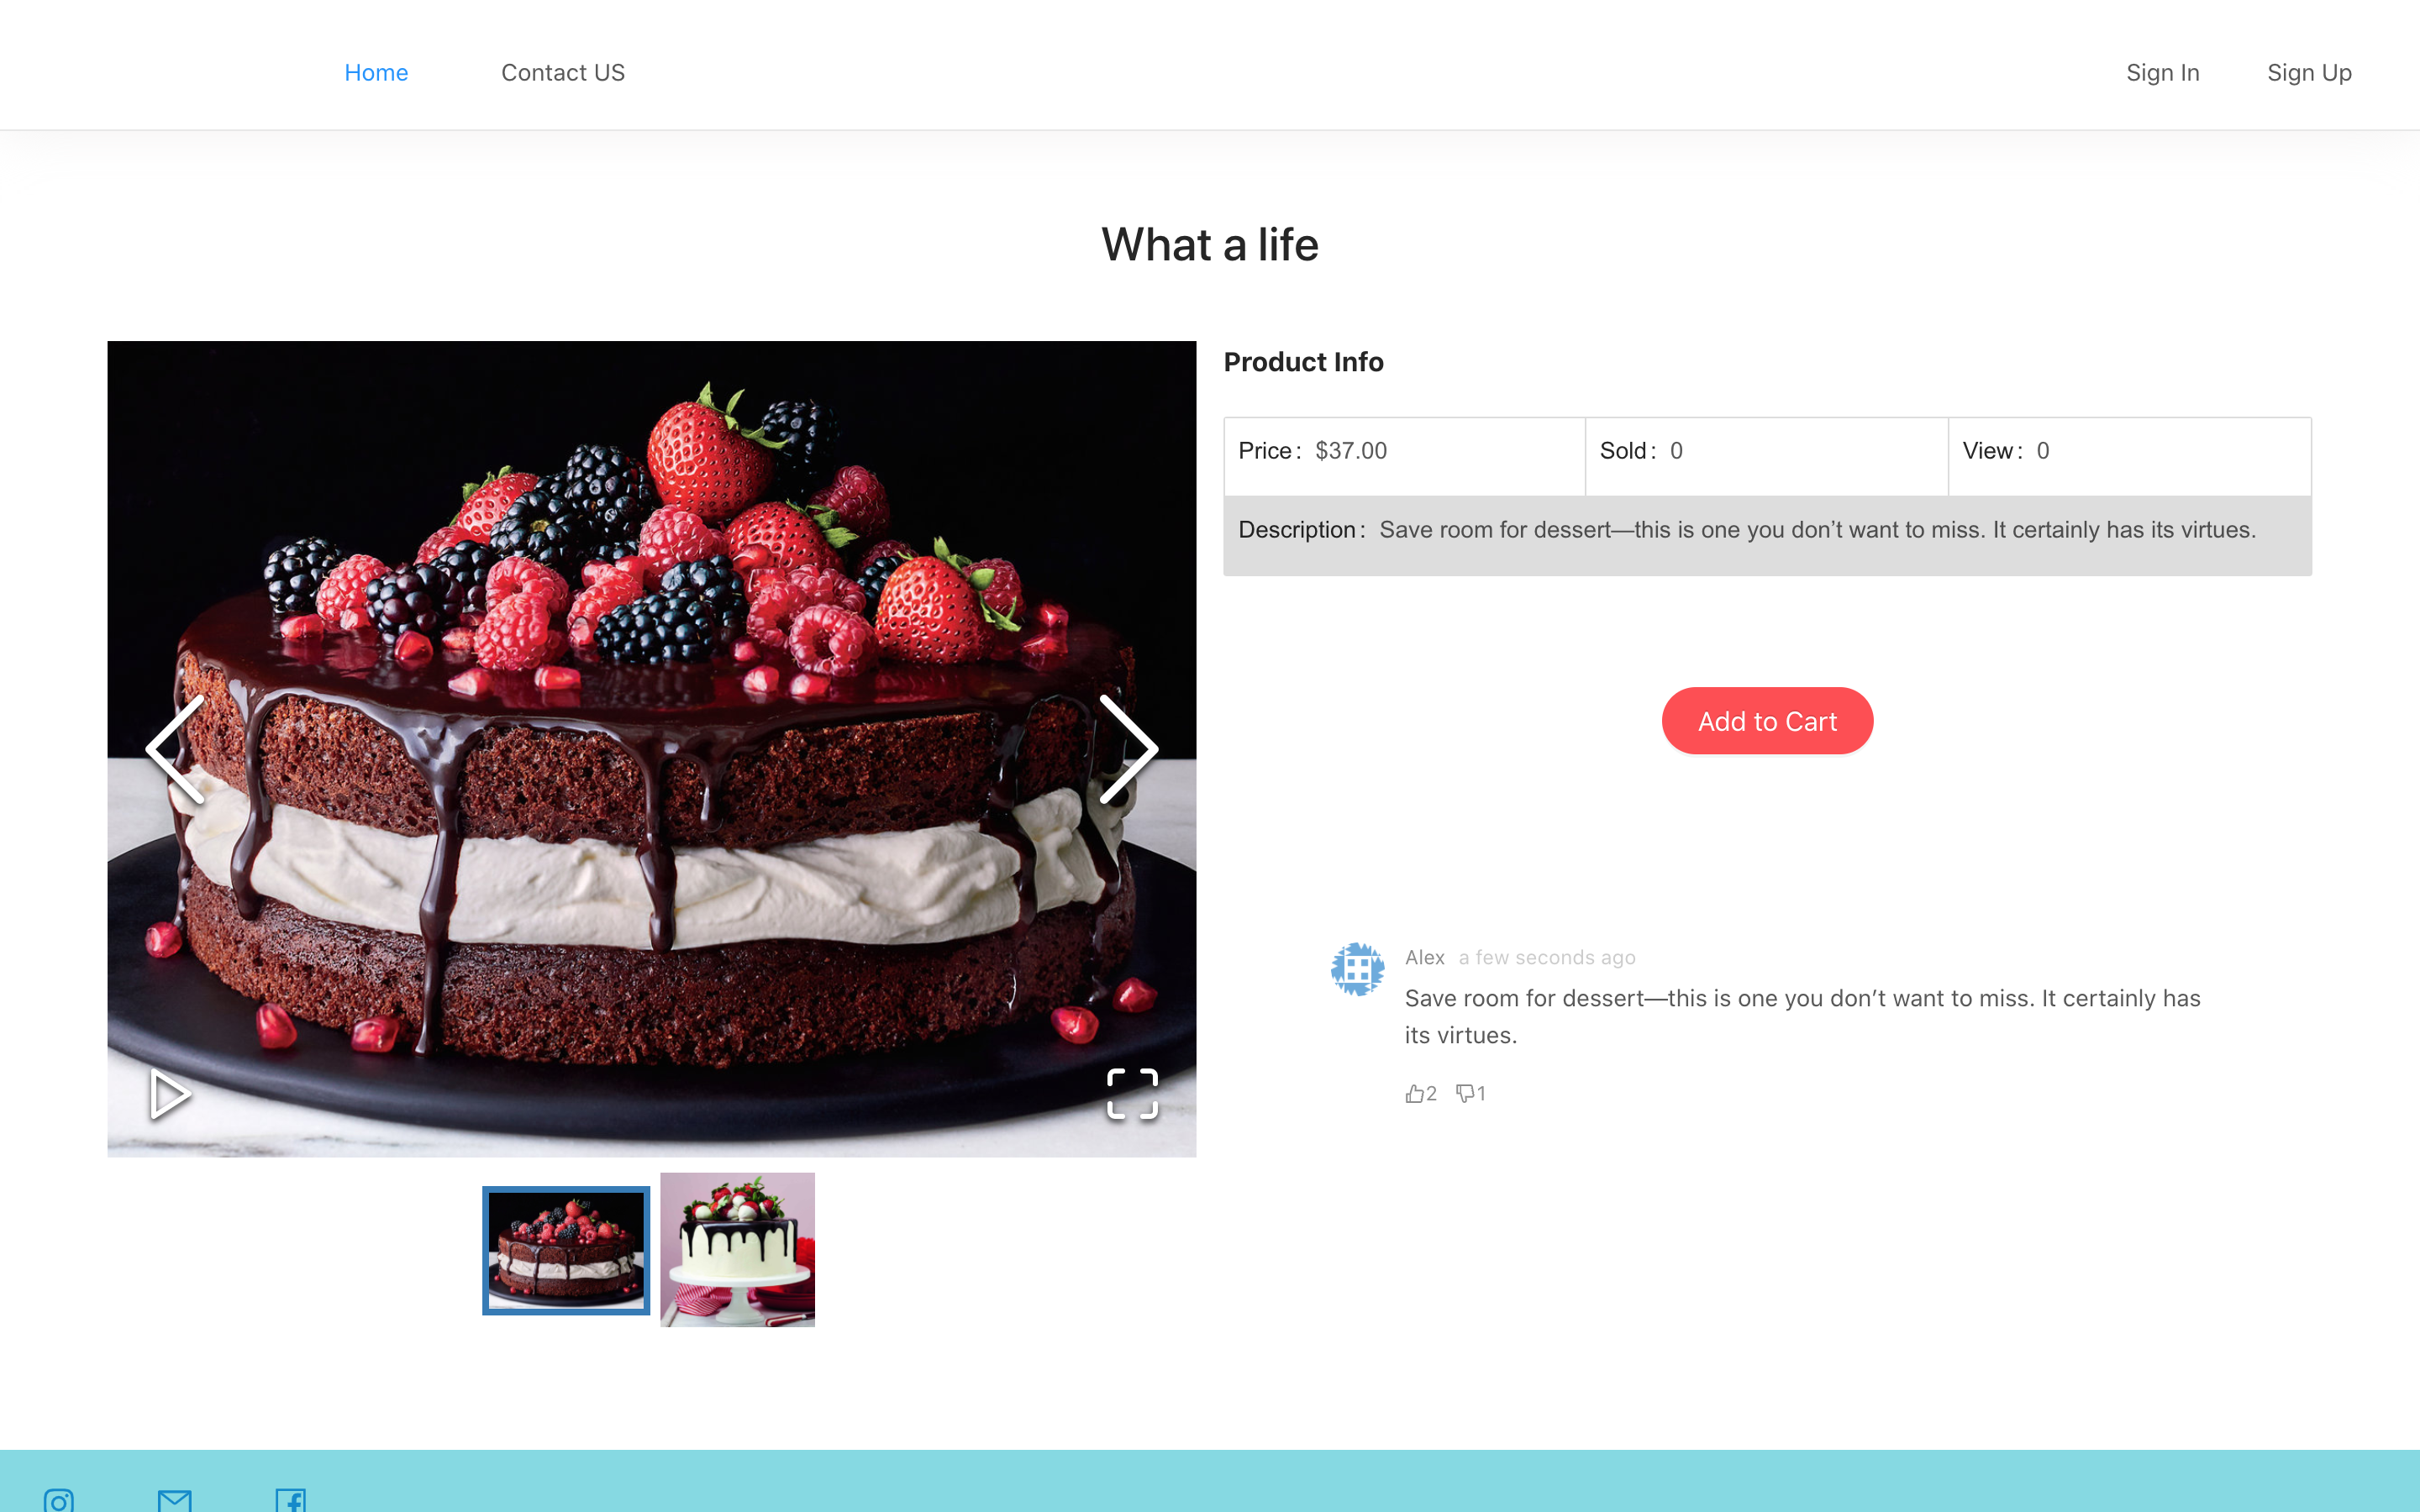 Home Contact US Sign In Sign Up
What a life
Product Info
Price: $37.00 Sold: 0 View: 0
Description: Save room for dessert—this is one you don’t want to miss. It certainly has its virtues.
Add to Cart
Alex a few seconds ago
Save room for dessert—this is one you don’t want to miss. It certainly has
its virtues.
2 1